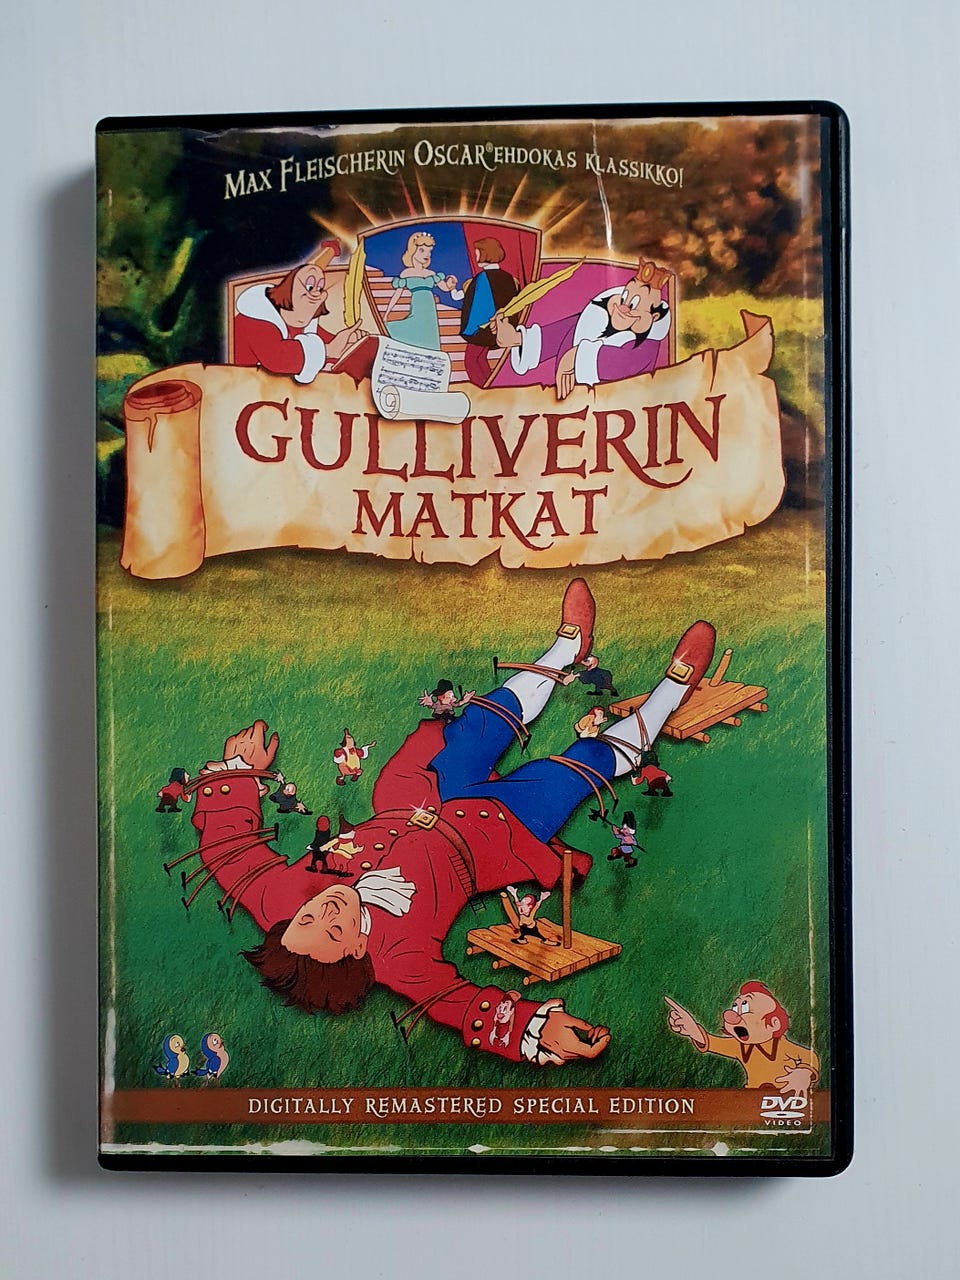 MAX FLEISCHERIN OSCAR®EHDOKAS KLASSIKKO!
GULLIVERIN
MATKAT
DIGITALLY REMASTERED SPECIAL EDITION
DVD
VIDEO